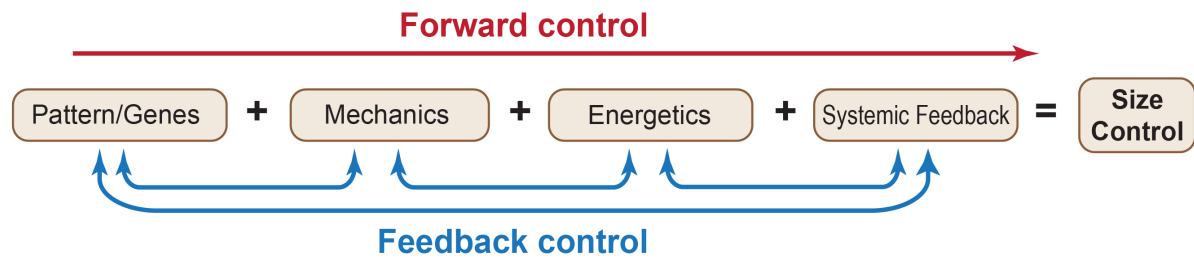 Forward control
Pattern/Genes + Mechanics + Energetics + Systemic Feedback = Size Control
Feedback control